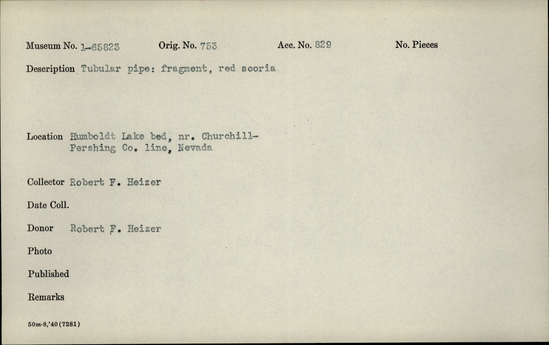 Museum No. 1-65823 Orig. No. 753 Acc. No. 829 No. Pieces
Description Tubular pipe: fragment, red scoria
Location Humboldt Lake bed, nr. Churchill-
Pershing Co. line, Nevada
Collector Robert F. Heizer
Date Coll.
Donor Robert F. Heizer
Photo
Published
Remarks
50m-8,'40(7281)